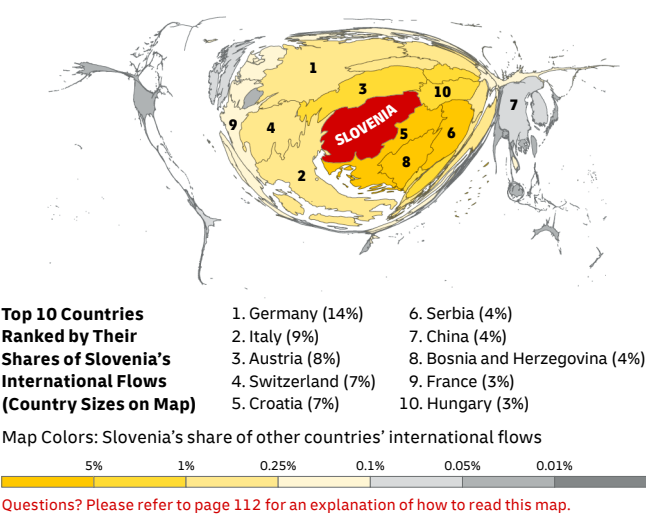 1
3
10
7
SLOVENIA
9
4
5
6
8
2
Top 10 Countries
Ranked by Their
Shares of Slovenia's
International Flows
(Country Sizes on Map)
1. Germany (14%)
2. Italy (9%)
3. Austria (8%)
4. Switzerland (7%)
5. Croatia (7%)
6. Serbia (4%)
7. China (4%)
8. Bosnia and Herzegovina (4%)
9. France (3%)
10. Hungary (3%)
Map Colors: Slovenia's share of other countries' international flows
5% 1% 0.25% 0.1% 0.05% 0.01%
Questions? Please refer to page 112 for an explanation of how to read this map.